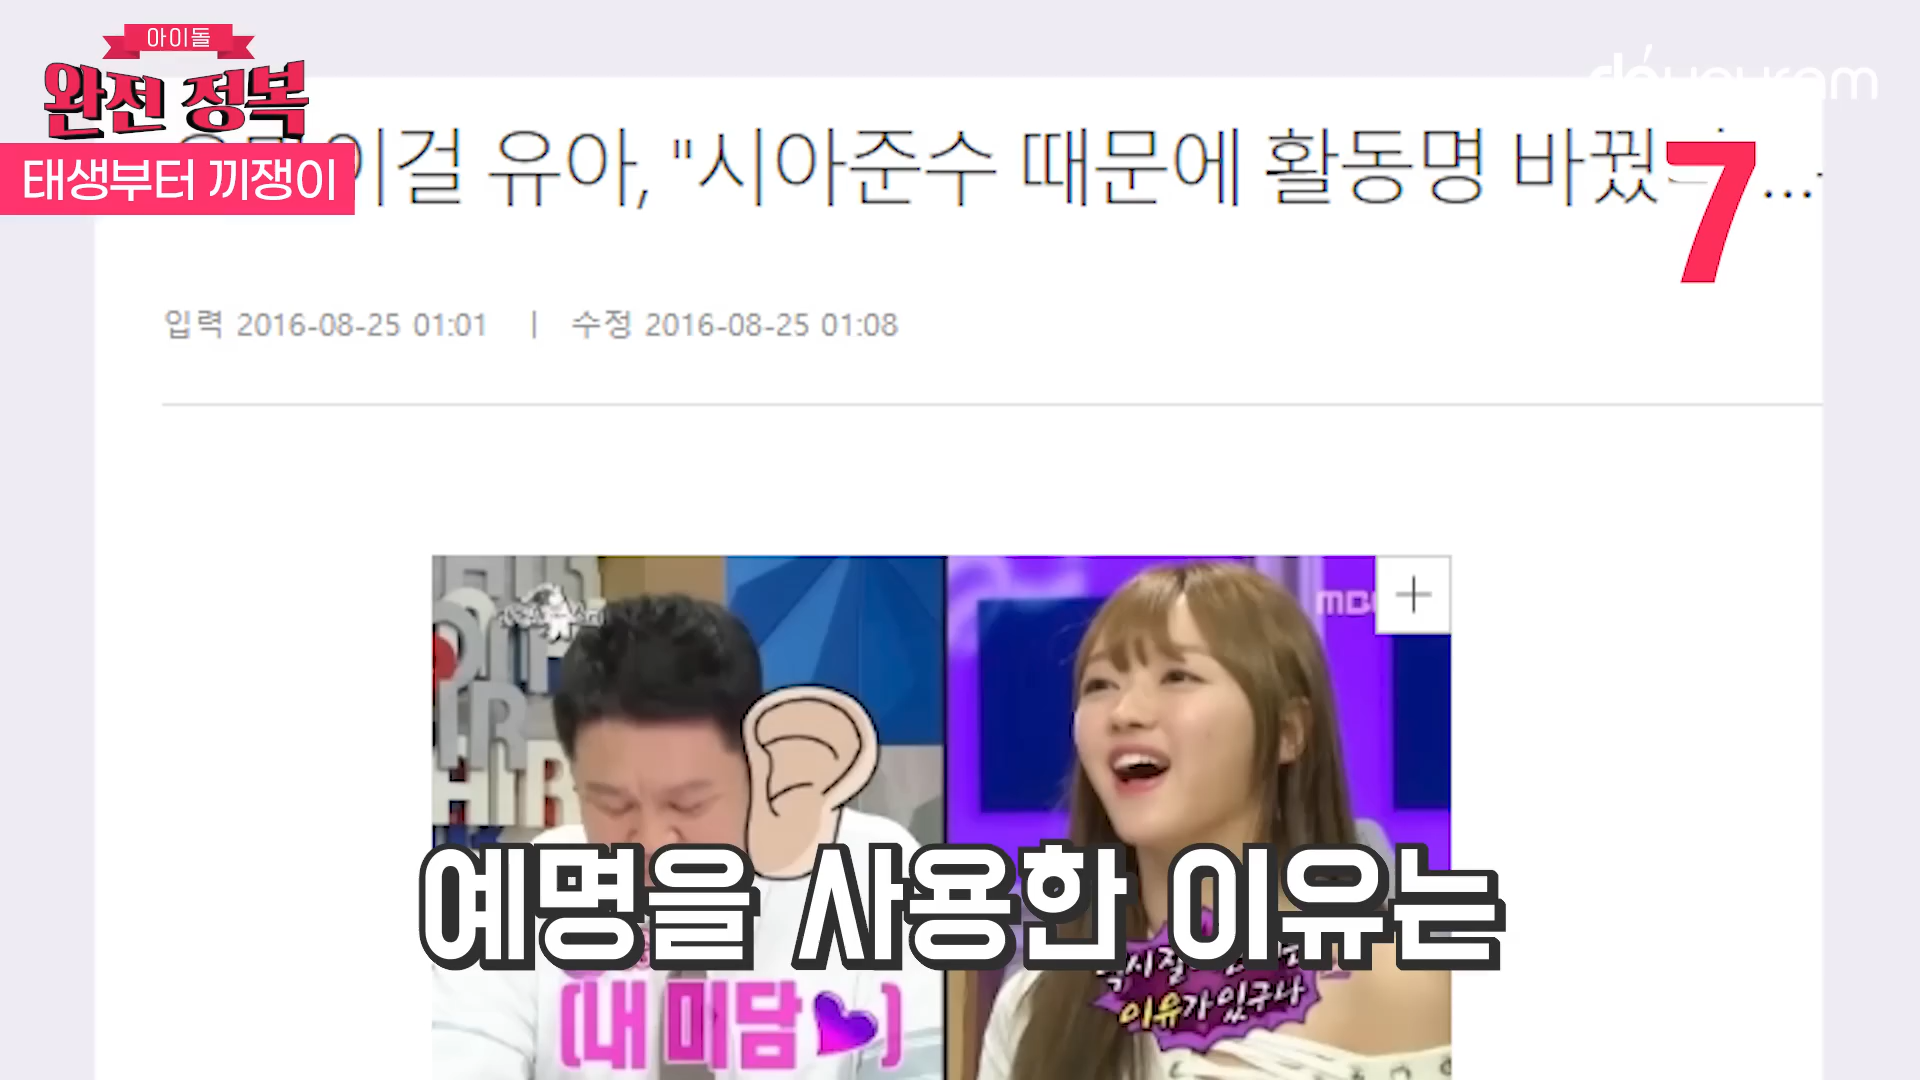 아이돌
완전 정복
태생부터 끼쟁이
이걸 유아, "시아준수 때문에 활동명 바꿨
7
입력 2016-08-25 01:01 | 수정 2016-08-25 01:08
MBC
예명을 사용한 이유는
이유가 있구나
(내 미담)